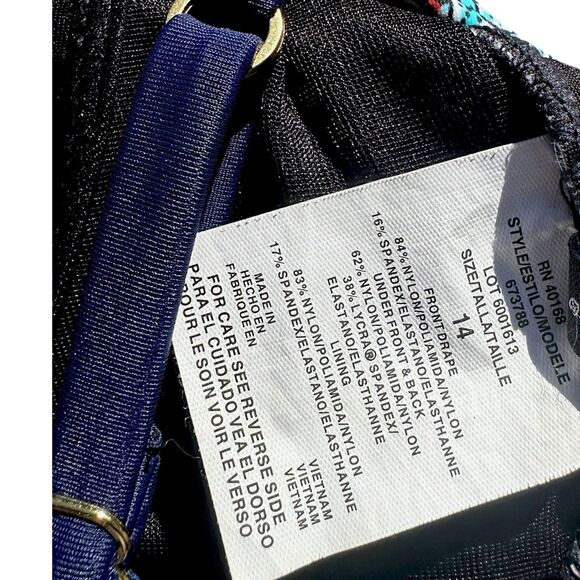 RN 40168
STYLE/ESTILO/MODELE
673788
LOT 6001613
SIZE/TALLA/TAILLE
14
FRONT DRAPE
84% NYLON/POLIAMIDA/NYLON
16% SPANDEX/ELASTANO/ELASTHANNE
UNDER FRONT & BACK
62% NYLON/POLIAMIDA/NYLON
38% LYCRA® SPANDEX/
ELASTANO/ELASTHANNE
LINING
83% NYLON/POLIAMIDA/NYLON
17% SPANDEX/ELASTANO/ELASTHANNE
MADE IN VIETNAM
HECHO EN VIETNAM
FABRIQUE EN VIETNAM
FOR CARE SEE REVERSE SIDE
PARA EL CUIDADO VEA EL DORSO
POUR LE SOIN VOIR LE VERSO